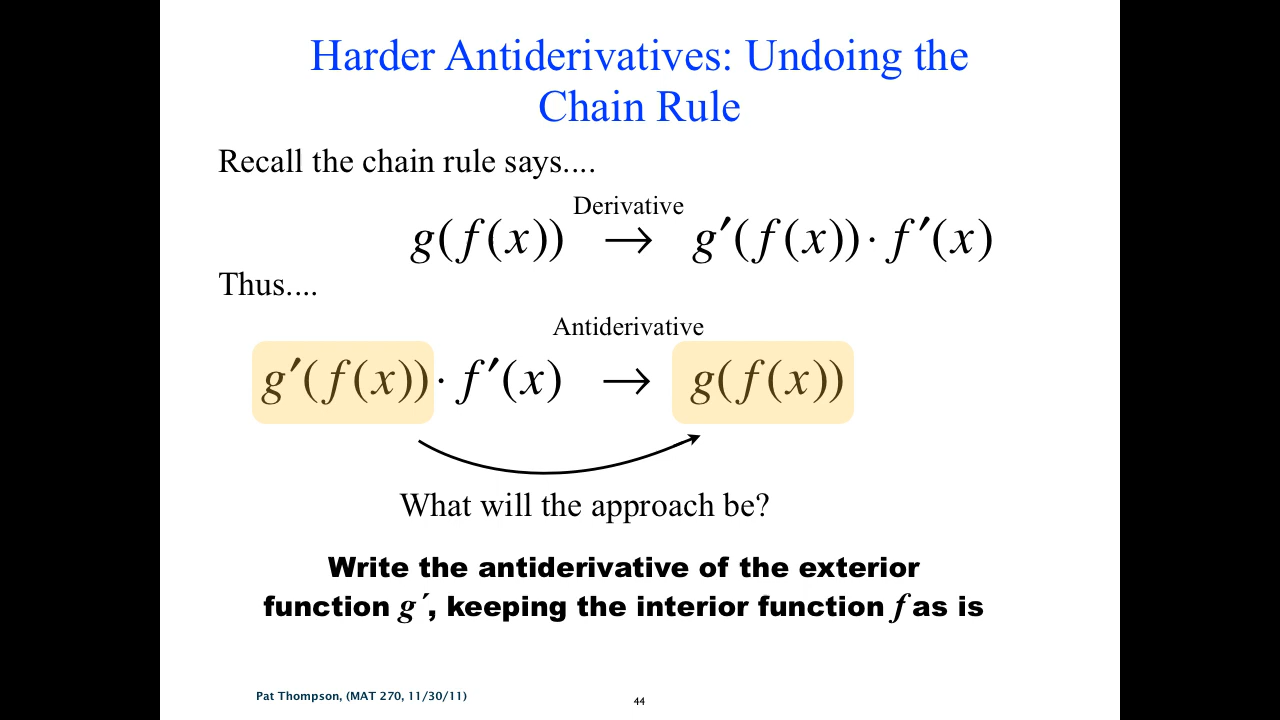 Harder Antiderivatives: Undoing the
Chain Rule
Recall the chain rule says....
Derivative
g(f(x)) → g′(f(x)) · f′(x)
Thus....
Antiderivative
g′(f(x)) · f′(x) → g(f(x))
What will the approach be?
Write the antiderivative of the exterior
function g´, keeping the interior function f as is
Pat Thompson, (MAT 270, 11/30/11)
44